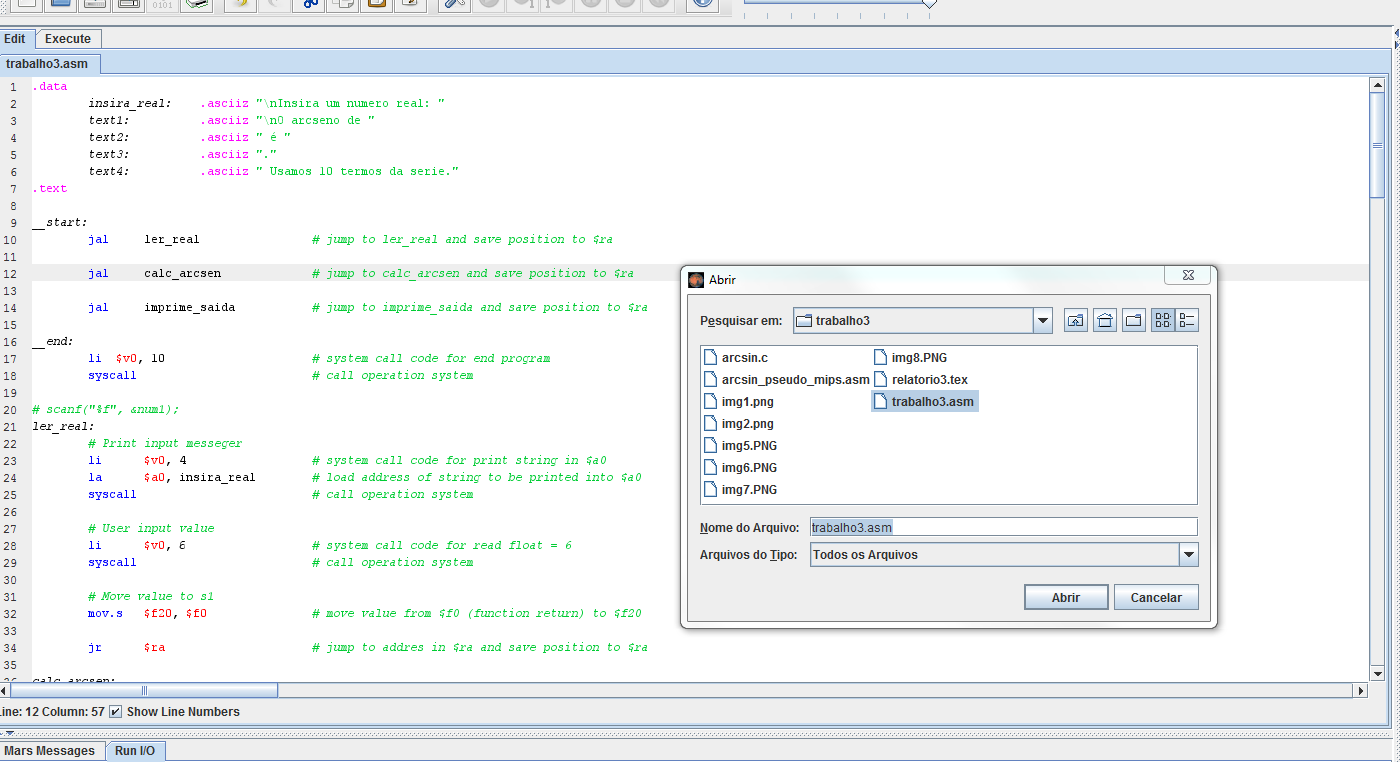 Edit Execute
trabalho3.asm
1 .data
2 insira_real: .asciiz "\nInsira um numero real: "
3 text1: .asciiz "\nO arcseno de "
4 text2: .asciiz " é "
5 text3: .asciiz "."
6 text4: .asciiz " Usamos 10 termos da serie."
7 .text
8
9 __start:
10 jal ler_real # jump to ler_real and save position to $ra
11
12 jal calc_arcsen # jump to calc_arcsen and save position to $ra
13
14 jal imprime_saida # jump to imprime_saida and save position to $ra
15
16 __end:
17 li $v0, 10 # system call code for end program
18 syscall # call operation system
19
20 # scanf("%f", &num1);
21 ler_real:
22 # Print input messeger
23 li $v0, 4 # system call code for print string in $a0
24 la $a0, insira_real # load address of string to be printed into $a0
25 syscall # call operation system
26
27 # User input value
28 li $v0, 6 # system call code for read float = 6
29 syscall # call operation system
30
31 # Move value to s1
32 mov.s $f20, $f0 # move value from $f0 (function return) to $f20
33
34 jr $ra # jump to addres in $ra and save position to $ra
35
36 calc_arcsen:
Line: 12 Column: 57 Show Line Numbers
Mars Messages Run I/O
Abrir
Pesquisar em: trabalho3
arcsin.c
arcsin_pseudo_mips.asm
img1.png
img2.png
img5.PNG
img6.PNG
img7.PNG
img8.PNG
relatorio3.tex
trabalho3.asm
Nome do Arquivo: trabalho3.asm
Arquivos do Tipo: Todos os Arquivos
Abrir Cancelar